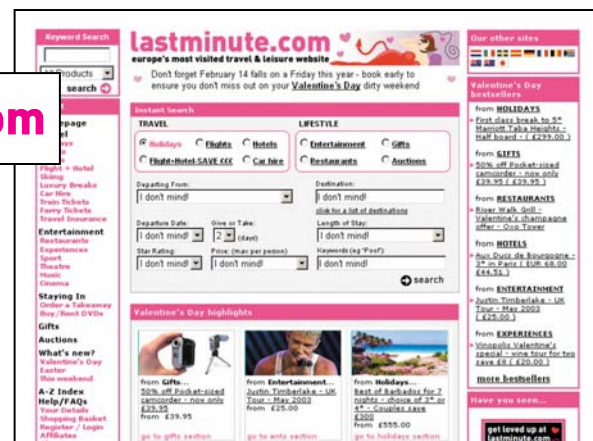 Keyword Search
Products
search
om
lastminute.com
europe's most visited travel & leisure website
Don't forget February 14 falls on a Friday this year - book early to
ensure you don't miss out on your Valentine's Day dirty weekend
Instant Search
TRAVEL
LIFESTYLE
Holidays
Flights
Hotels
Entertainment
Gifts
Flight+Hotel-SAVE £££
Car hire
Restaurants
Auctions
Departing From:
Destination:
I don't mind!
I don't mind!
click for a list of destinations
Departure Date:
Give or Take:
Length of Stay:
I don't mind!
2
(days)
I don't mind!
Star Rating:
Price: (max per person)
Keywords (eg 'Pool'):
I don't mind!
I don't mind!
I don't mind!
search
Flight + Hotel
Skiing
Luxury Breaks
Car Hire
Train Tickets
Ferry Tickets
Travel Insurance
Entertainment
Restaurants
Experiences
Sport
Theatre
Music
Cinema
Staying In
Order a Takeaway
Buy/Rent DVDs
Gifts
Auctions
What's new?
Valentine's Day
Easter
This weekend
A-Z Index
Help/FAQs
Your Details
Shopping Basket
Register / Login
Affiliates
Valentine's Day highlights
from Gifts...
50% off Pocket-sized
camcorder - now only
£39.95
from £39.95
go to gifts section
from Entertainment...
Justin Timberlake - UK
Tour - May 2003
from £25.00
go to ents section
from Holidays...
Best of Barbados for 7
nights - choice of 3* or
4* - Couples save
£300
from £555.00
go to holidays section
Our other sites
Valentine's Day
bestsellers
from HOLIDAYS
First class break to 5*
Marriott Taba Heights -
Half board - ( £299.00 )
from GIFTS
50% off Pocket-sized
camcorder - now only
£39.95 ( £39.95 )
from RESTAURANTS
River Walk Grill -
Valentine's champagne
offer - Oxo Tower
from HOTELS
Aux Ducs de Bourgogne -
3* in Paris ( EUR 68.00
£44.51 )
from ENTERTAINMENT
Justin Timberlake - UK
Tour - May 2003
( £25.00 )
from EXPERIENCES
Vinopolis Valentine's
special - wine tour for two
save £8 ( £20.00 )
more bestsellers
Have you seen...
get loved up at
lastminute.com